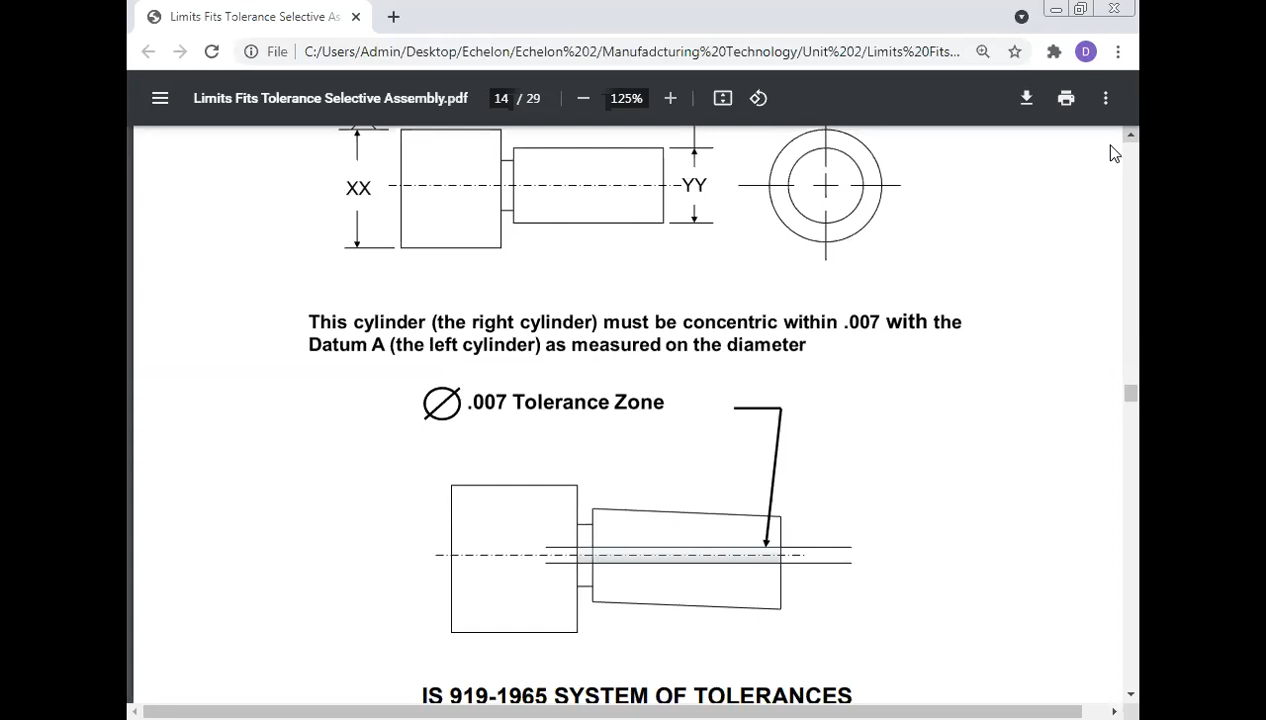 Limits Fits Tolerance Selective As
File
C:/Users/Admin/Desktop/Echelon/Echelon%202/Manufadcturing%20Technology/Unit%202/Limits%20Fits...
D
Limits Fits Tolerance Selective Assembly.pdf
14 / 29
125%
XX
YY
This cylinder (the right cylinder) must be concentric within .007 with the
Datum A (the left cylinder) as measured on the diameter
.007 Tolerance Zone
IS 919-1965 SYSTEM OF TOLERANCES